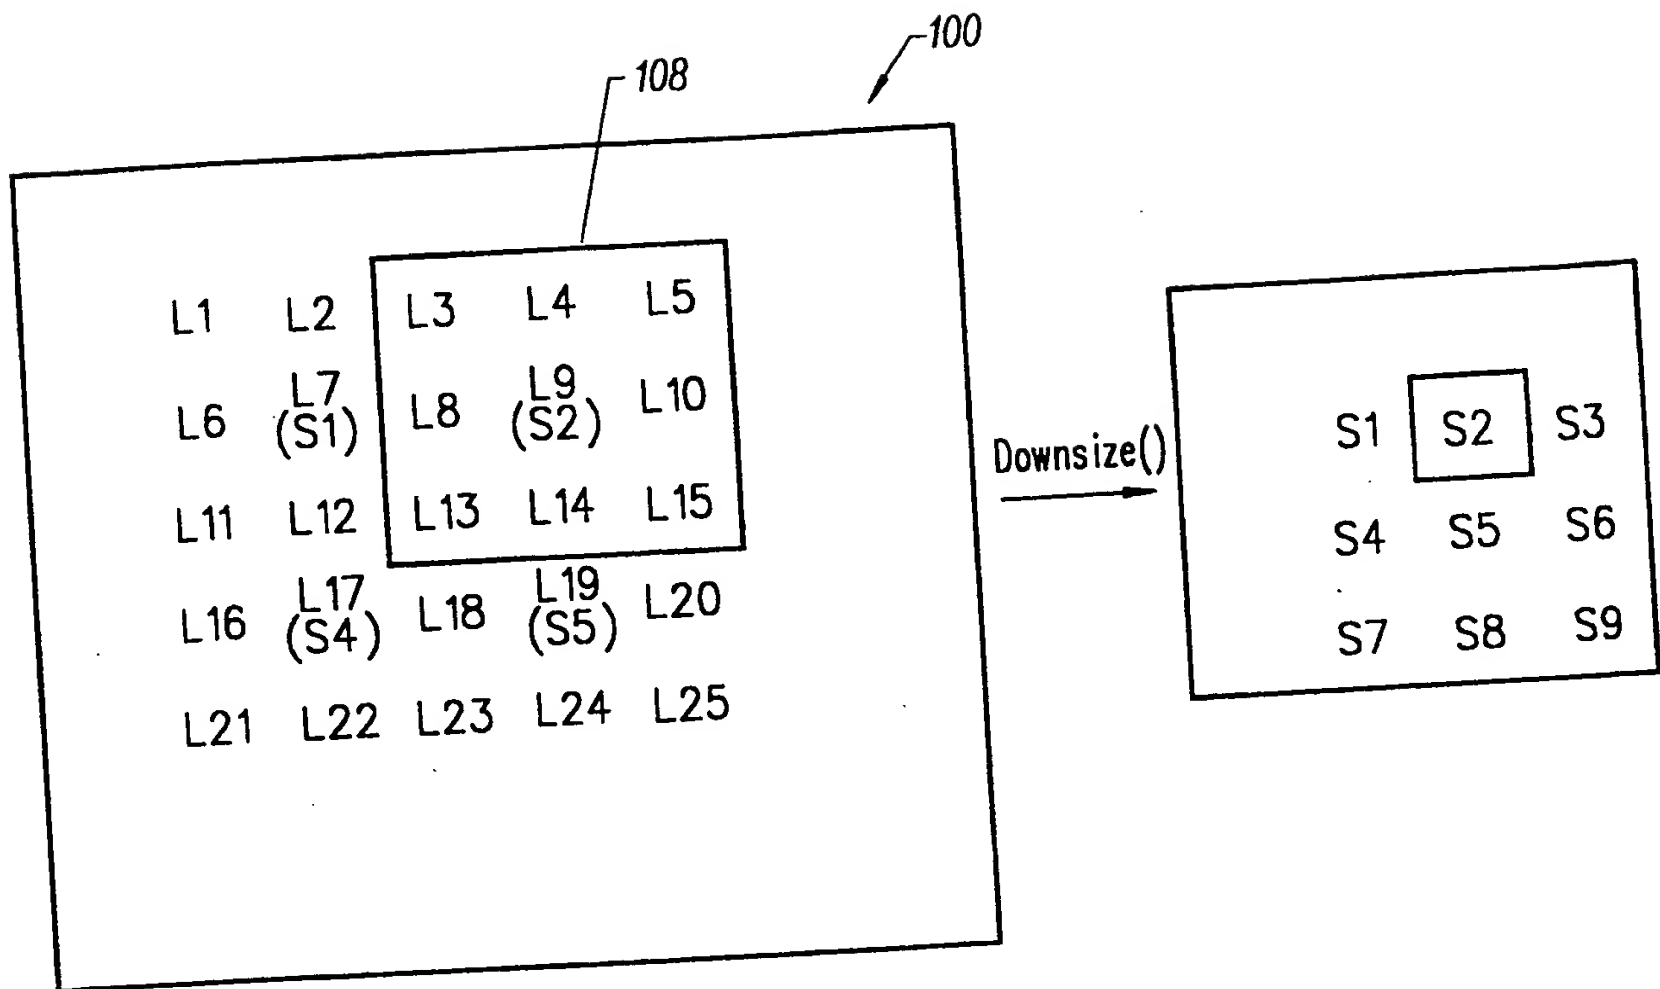 100
108
L1 L2 L3 L4 L5
L6 L7 (S1) L8 L9 (S2) L10
L11 L12 L13 L14 L15
L16 L17 (S4) L18 L19 (S5) L20
L21 L22 L23 L24 L25
Downsize()
S1 S2 S3
S4 S5 S6
S7 S8 S9